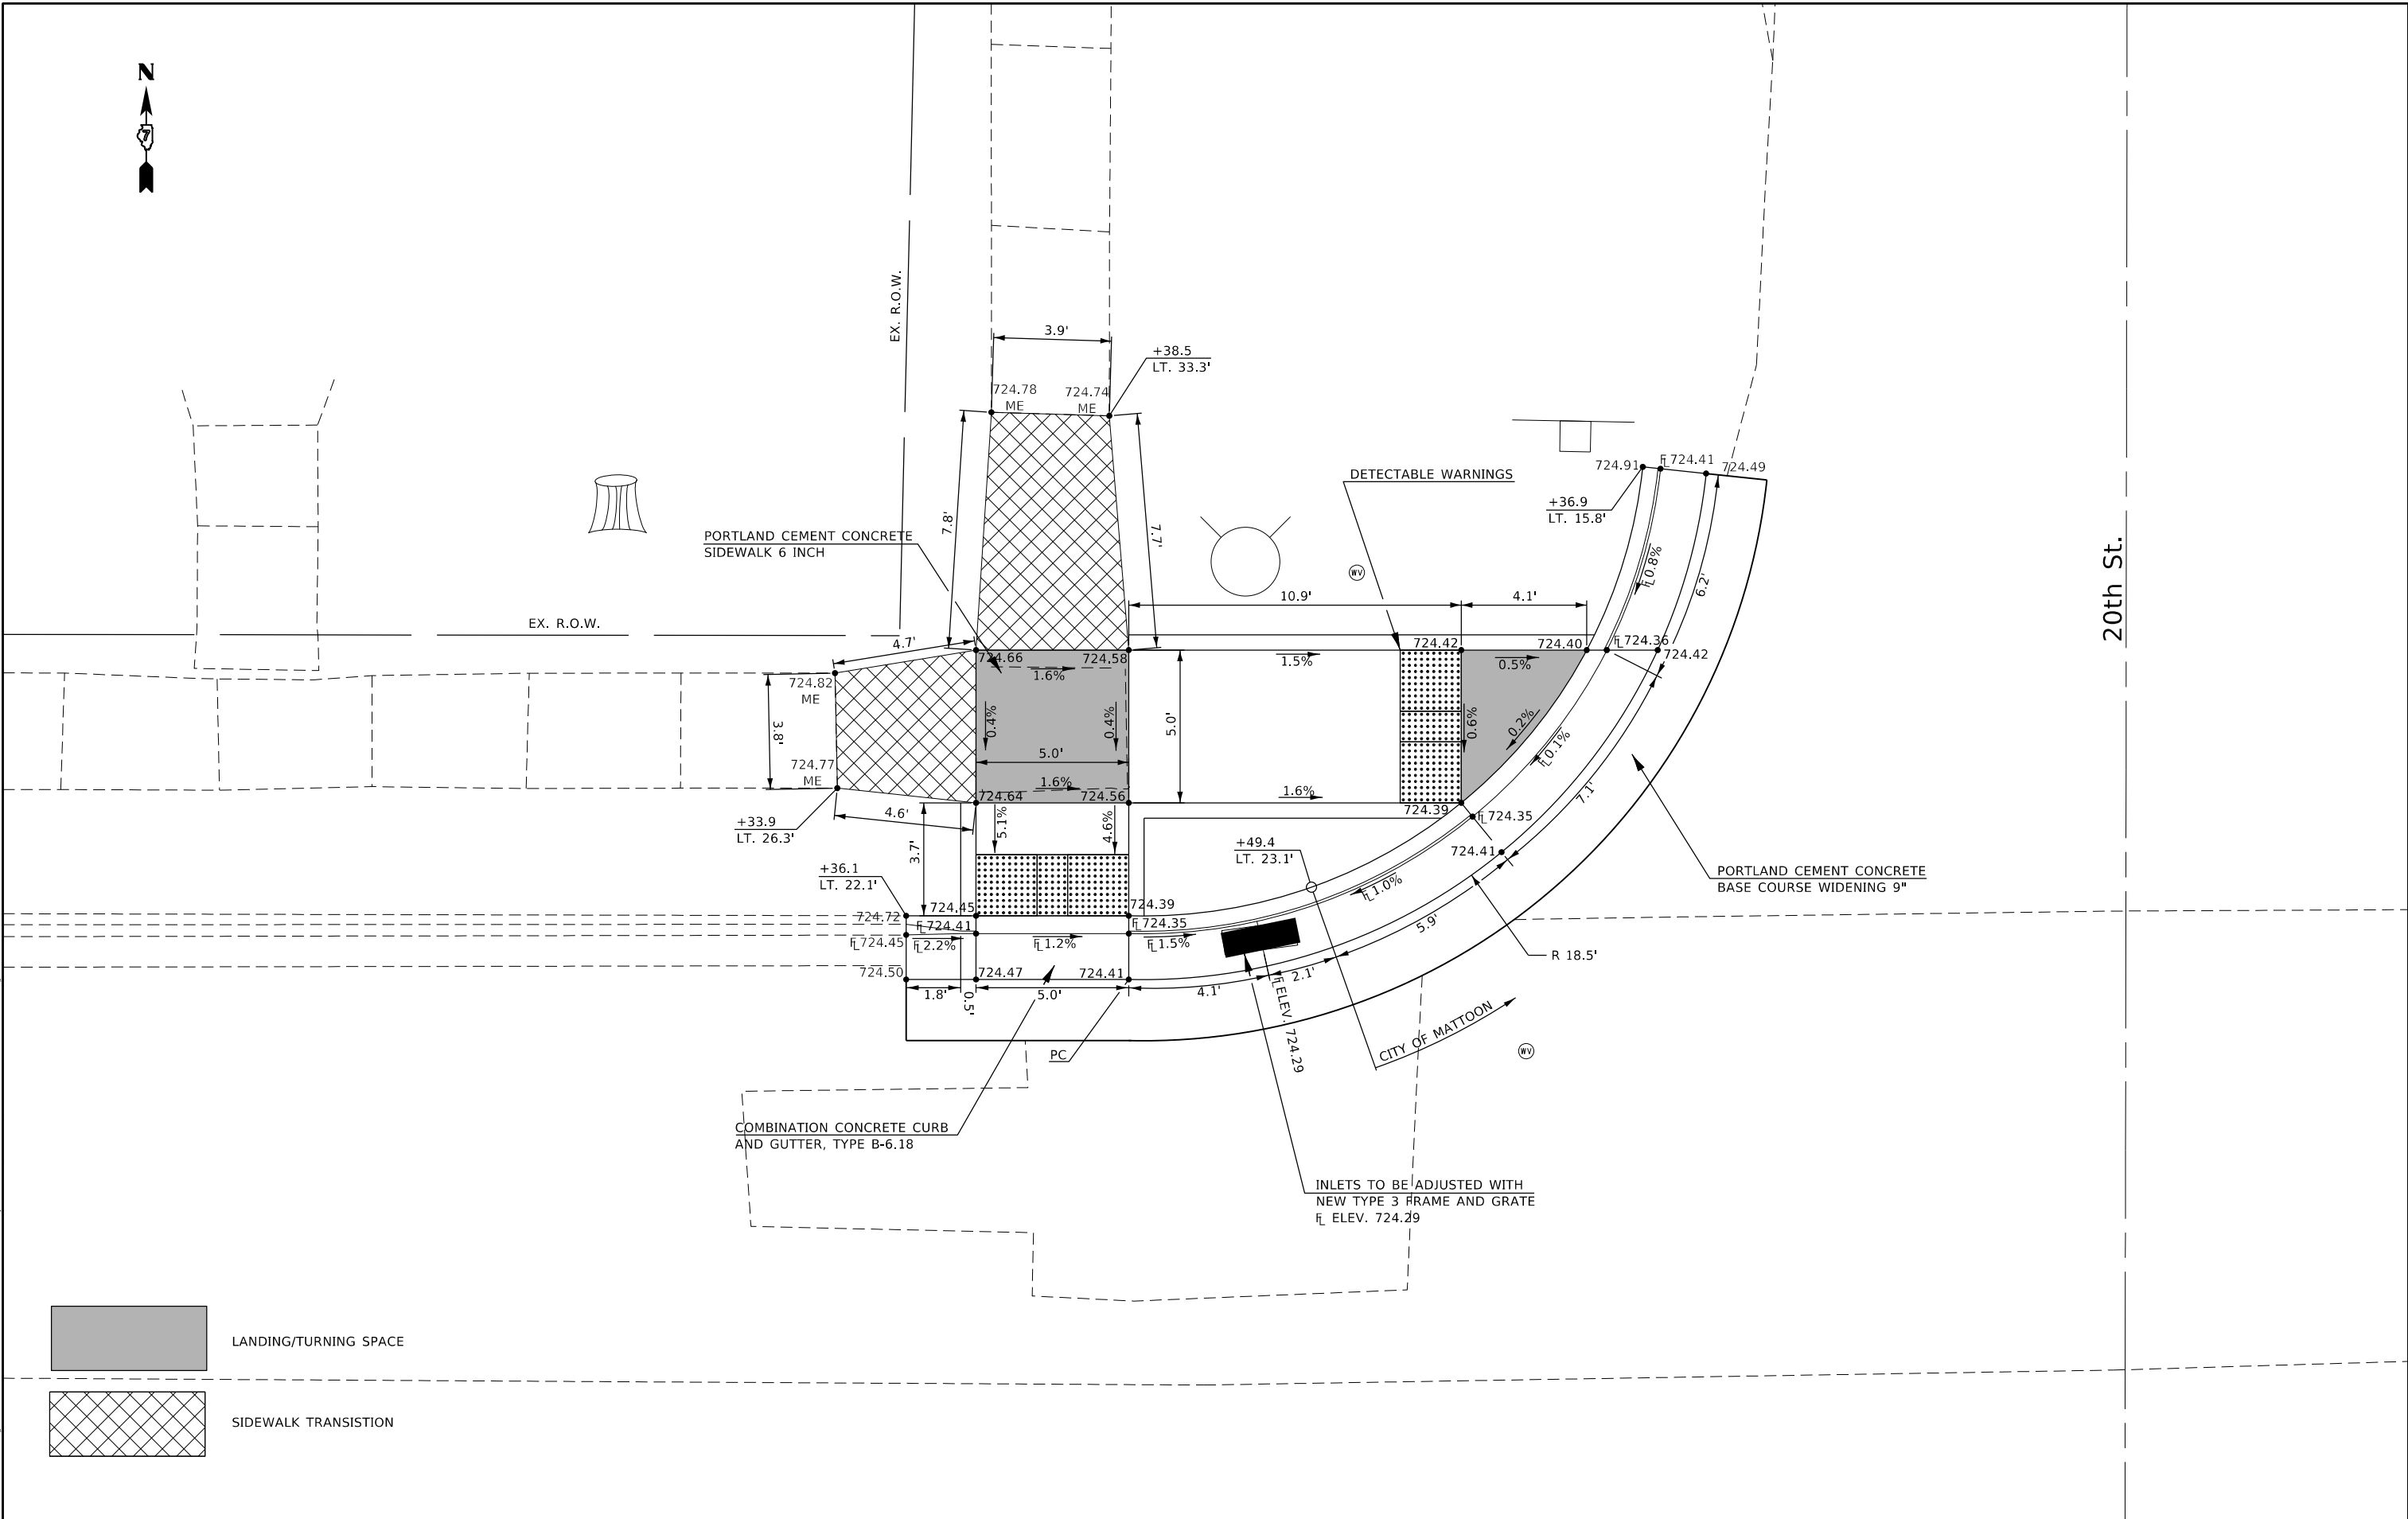 N
7
EX. R.O.W.
3.9'
+38.5
LT. 33.3'
724.78
ME
724.74
ME
7.8'
7.7'
PORTLAND CEMENT CONCRETE
SIDEWALK 6 INCH
DETECTABLE WARNINGS
724.91
℄724.41
724.49
+36.9
LT. 15.8'
℄0.8%
6.2'
20th St.
WV
10.9'
4.1'
EX. R.O.W.
4.7'
724.66
724.58
1.6%
1.5%
724.42
724.40
0.5%
℄724.36
724.42
724.82
ME
3.8'
724.77
ME
0.4%
0.4%
5.0'
5.0'
0.6%
0.2%
℄0.1%
7.1'
1.6%
1.6%
724.64
724.56
724.39
℄724.35
+33.9
LT. 26.3'
4.6'
3.7'
5.1%
4.6%
+49.4
LT. 23.1'
724.41
PORTLAND CEMENT CONCRETE
BASE COURSE WIDENING 9"
+36.1
LT. 22.1'
724.72
724.45
724.39
℄1.0%
℄724.41
℄724.35
℄724.45
℄2.2%
℄1.2%
℄1.5%
5.9'
R 18.5'
724.50
724.47
724.41
1.8'
0.5'
5.0'
4.1'
2.1'
℄ ELEV. 724.29
CITY OF MATTOON
WV
PC
COMBINATION CONCRETE CURB
AND GUTTER, TYPE B-6.18
INLETS TO BE ADJUSTED WITH
NEW TYPE 3 FRAME AND GRATE
℄ ELEV. 724.29
LANDING/TURNING SPACE
SIDEWALK TRANSISTION